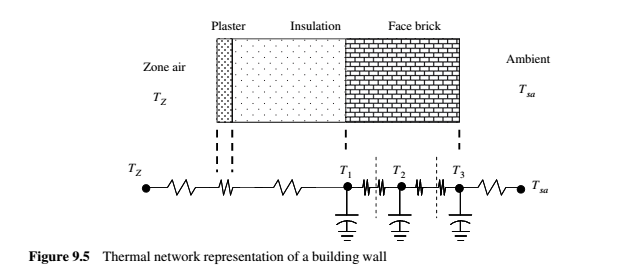 Plaster Insulation Face brick
Zone air
Ambient
T_Z
T_sa
T_Z
T_1 T_2 T_3
T_sa
Figure 9.5 Thermal network representation of a building wall